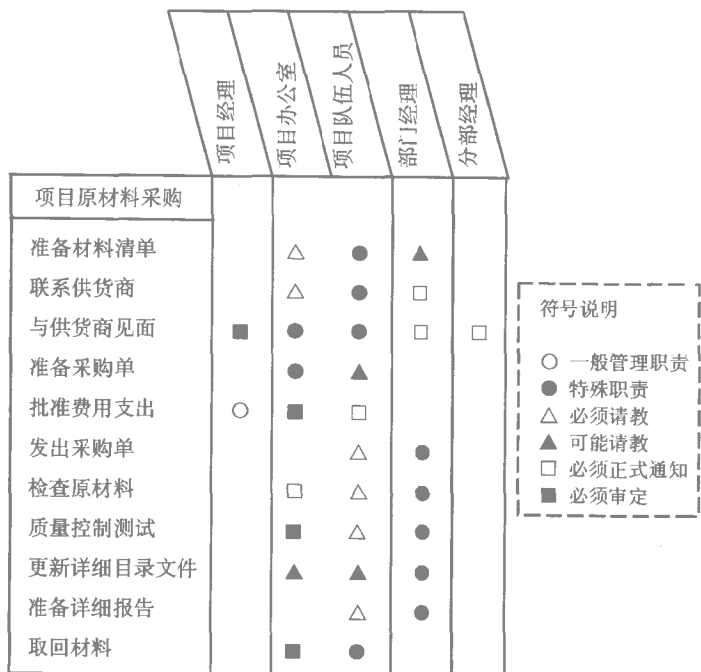 项目经理
项目办公室
项目队伍人员
部门经理
分部经理
项目原材料采购
准备材料清单
联系供货商
与供货商见面
准备采购单
批准费用支出
发出采购单
检查原材料
质量控制测试
更新详细目录文件
准备详细报告
取回材料
符号说明
○ 一般管理职责
● 特殊职责
△ 必须请教
▲ 可能请教
□ 必须正式通知
■ 必须审定